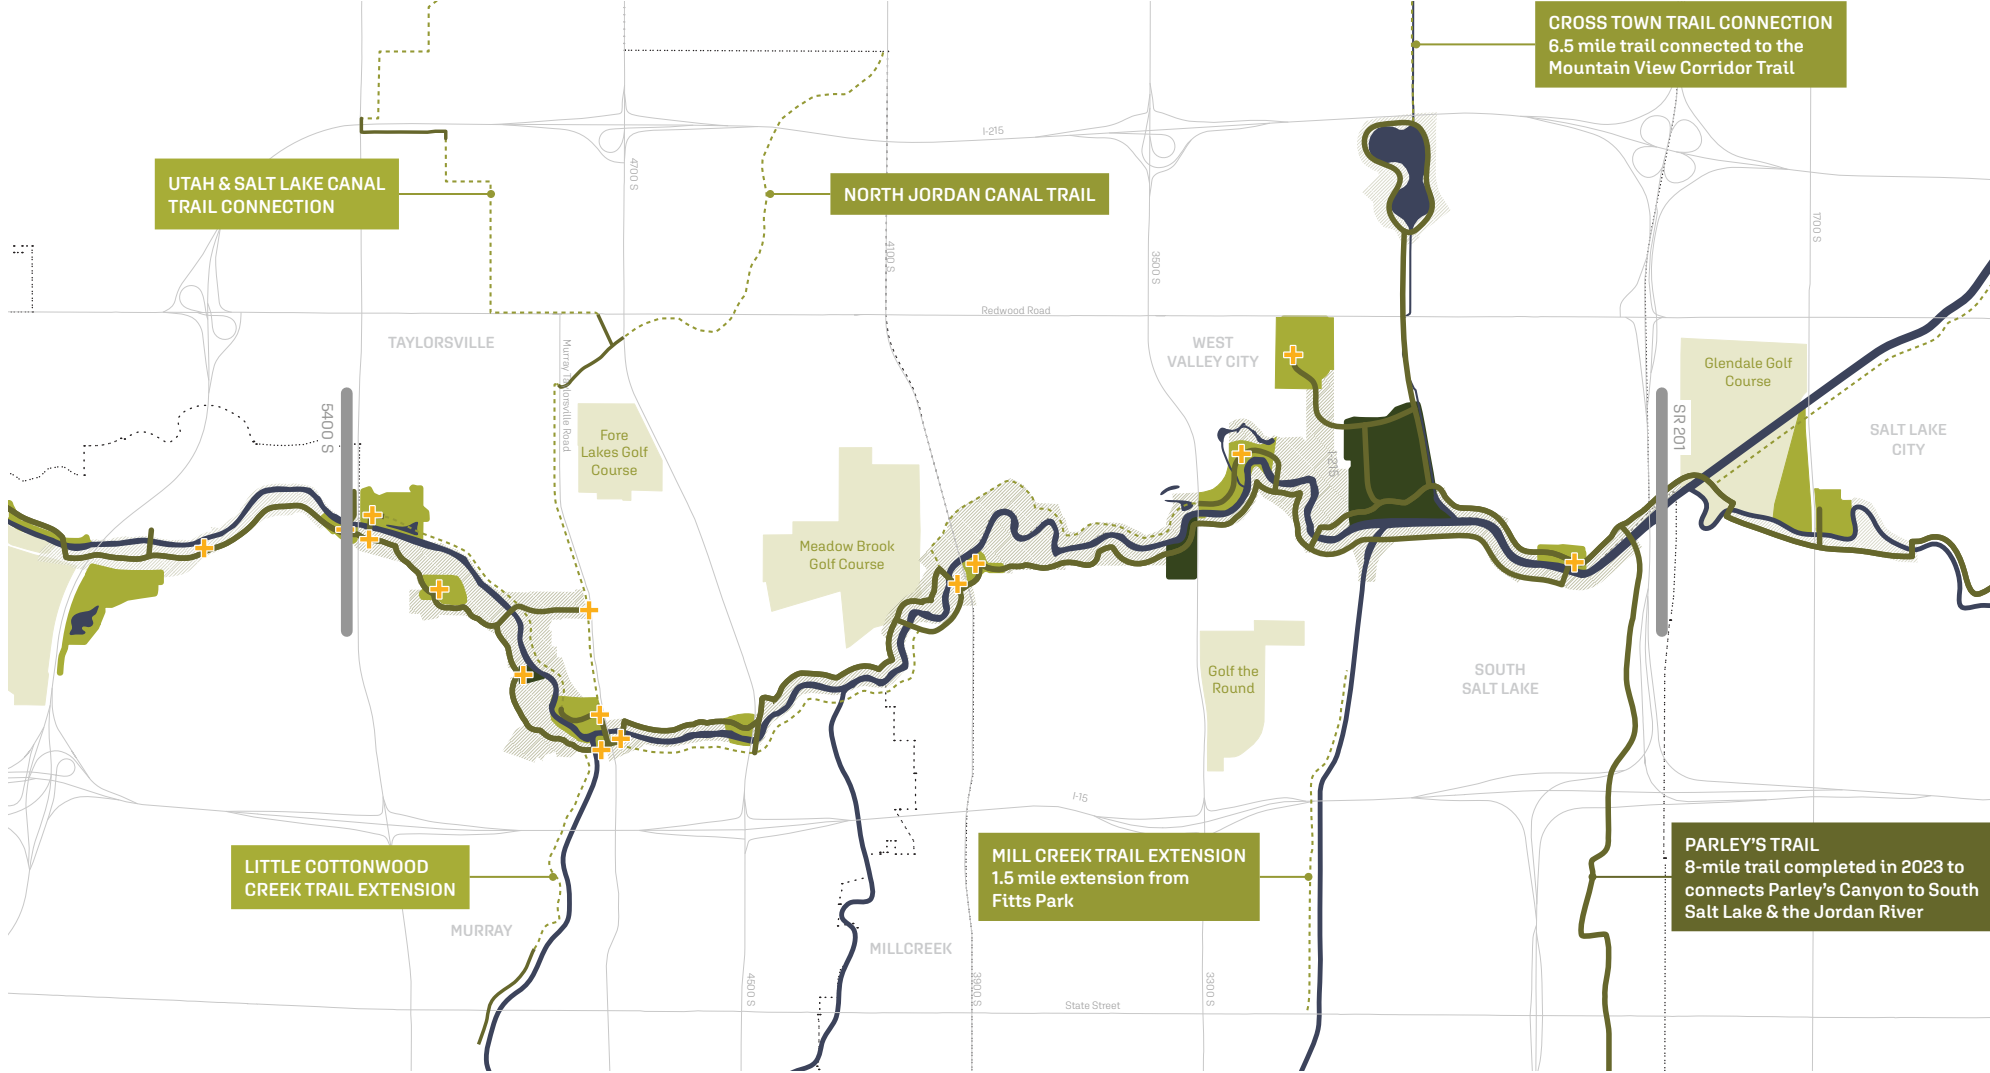 CROSS TOWN TRAIL CONNECTION
6.5 mile trail connected to the
Mountain View Corridor Trail
I-215
4700 S
UTAH & SALT LAKE CANAL
TRAIL CONNECTION
NORTH JORDAN CANAL TRAIL
4100 S
3500 S
1700 S
Redwood Road
TAYLORSVILLE
Murray Taylorsville Road
WEST
VALLEY CITY
Glendale Golf
Course
5400 S
SR 201
SALT LAKE
CITY
Fore
Lakes Golf
Course
I-215
Meadow Brook
Golf Course
Golf the
Round
SOUTH
SALT LAKE
I-15
LITTLE COTTONWOOD
CREEK TRAIL EXTENSION
MILL CREEK TRAIL EXTENSION
1.5 mile extension from
Fitts Park
PARLEY'S TRAIL
8-mile trail completed in 2023 to
connects Parley's Canyon to South
Salt Lake & the Jordan River
MURRAY
MILLCREEK
4500 S
3900 S
3300 S
State Street